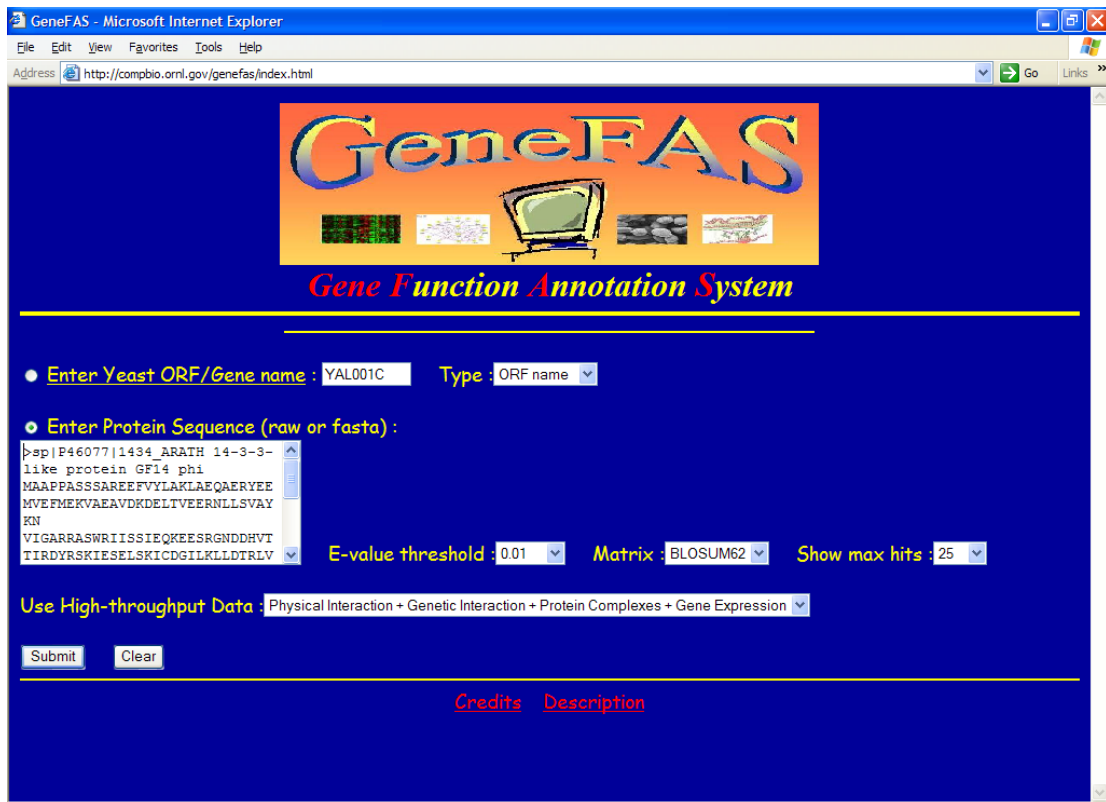 GeneFAS - Microsoft Internet Explorer
File Edit View Favorites Tools Help
Address http://compbio.ornl.gov/genefas/index.html Go Links »
GeneFAS
Gene Function Annotation System
Enter Yeast ORF/Gene name : YAL001C Type : ORF name
Enter Protein Sequence (raw or fasta) :
>sp|P46077|1434_ARATH 14-3-3-
like protein GF14 phi
MAAPPASSSAREEFVYLAKLAEQAERYEE
MVEFMEKVAEAVDKDELTVEERNLLSVAY
KN
VIGARRASWRIISSIEQKEESRGNDDHVT
TIRDYRSKIESELSKICDGILKLLDTRLV
E-value threshold : 0.01 Matrix : BLOSUM62 Show max hits : 25
Use High-throughput Data : Physical Interaction + Genetic Interaction + Protein Complexes + Gene Expression
Submit Clear
Credits Description